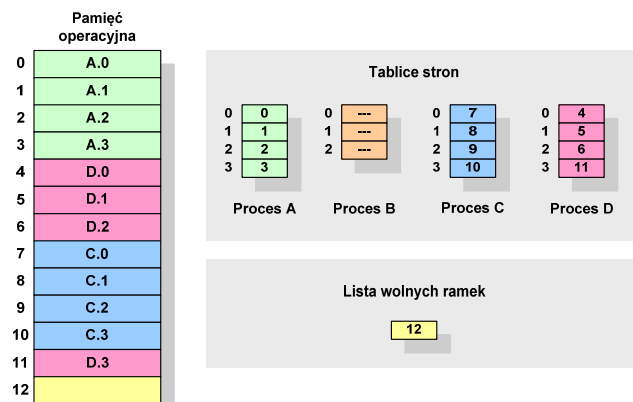 Pamięć
operacyjna
0 A.0
1 A.1
2 A.2
3 A.3
4 D.0
5 D.1
6 D.2
7 C.0
8 C.1
9 C.2
10 C.3
11 D.3
12
Tablice stron
0 0
1 1
2 2
3 3
Proces A
0 ---
1 ---
2 ---
Proces B
0 7
1 8
2 9
3 10
Proces C
0 4
1 5
2 6
3 11
Proces D
Lista wolnych ramek
12